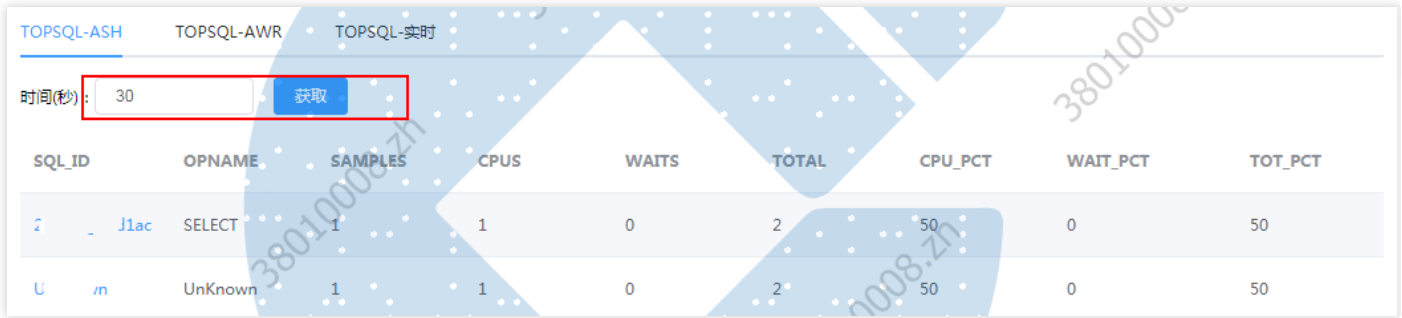 TOPSQL-ASH TOPSQL-AWR TOPSQL-实时
时间(秒) : 30 获取
SQL_ID OPNAME SAMPLES CPUS WAITS TOTAL CPU_PCT WAIT_PCT TOT_PCT
SELECT 1 1 0 2 50 0 50
UnKnown 1 1 0 2 50 0 50
38010008.zh